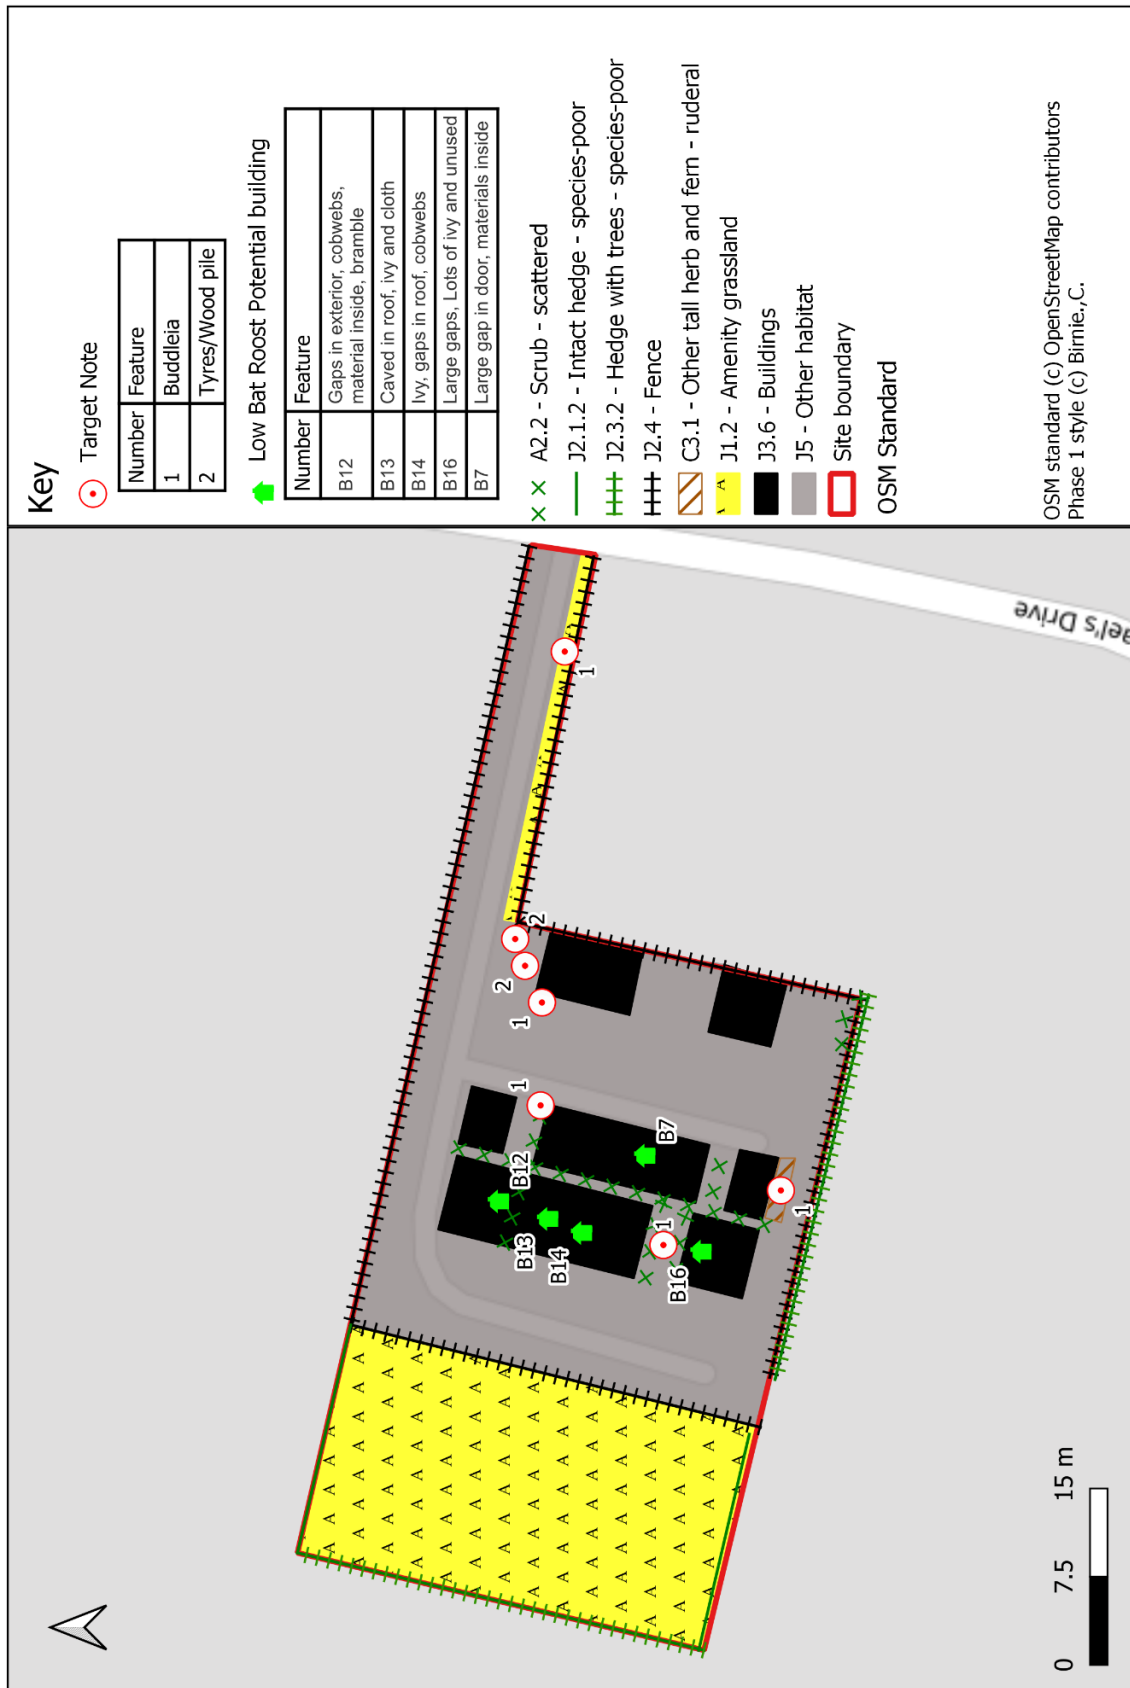 Key
Target Note
Number Feature
1 Buddleia
2 Tyres/Wood pile
Low Bat Roost Potential building
Number Feature
B12 Gaps in exterior, cobwebs,
material inside, bramble
B13 Caved in roof, ivy and cloth
B14 Ivy, gaps in roof, cobwebs
B16 Large gaps, Lots of ivy and unused
B7 Large gap in door, materials inside
A2.2 - Scrub - scattered
J2.1.2 - Intact hedge - species-poor
J2.3.2 - Hedge with trees - species-poor
J2.4 - Fence
C3.1 - Other tall herb and fern - ruderal
J1.2 - Amenity grassland
J3.6 - Buildings
J5 - Other habitat
Site boundary
OSM Standard
OSM standard (c) OpenStreetMap contributors
Phase 1 style (c) Birnie.,C.
ael's Drive
1
2
2
1
1
B12
B13
B14
B7
1
B16
1
0 7.5 15 m